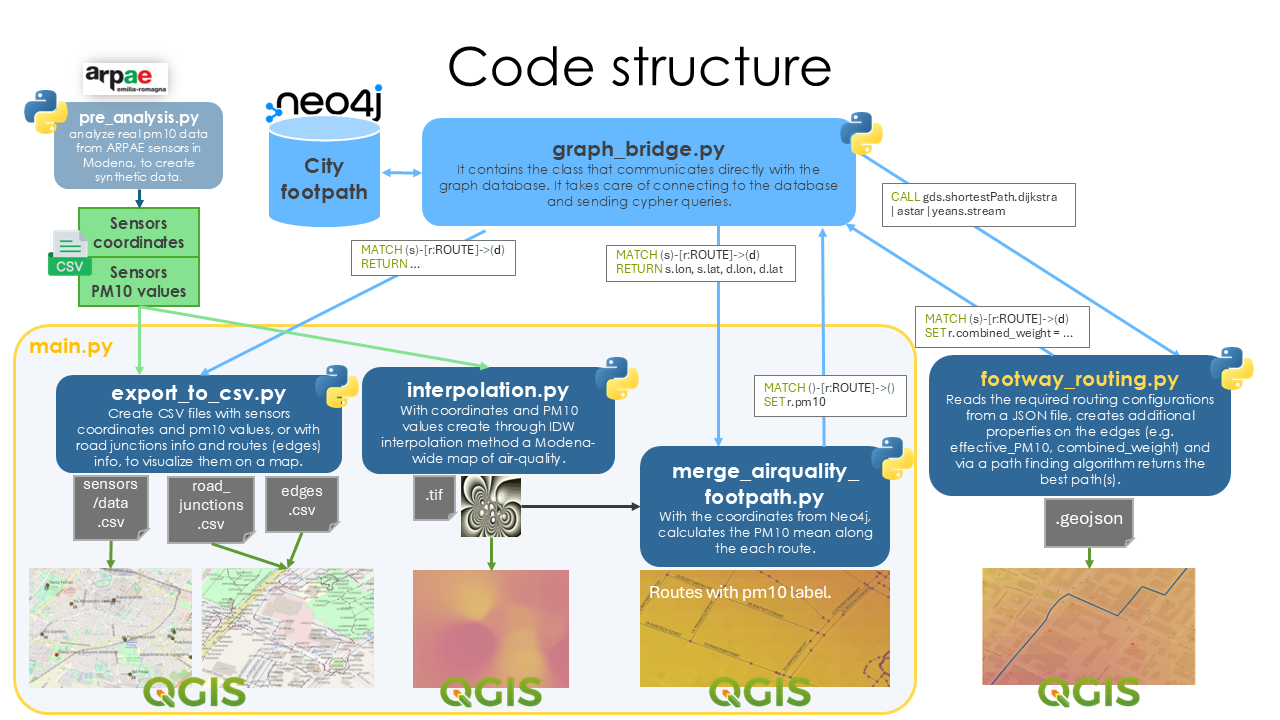 Code structure
arpae
emilia-romagna
pre_analysis.py
analyze real pm10 data
from ARPAE sensors in
Modena, to create
synthetic data.
neo4j
City
footpath
graph_bridge.py
It contains the class that communicates directly with the
graph database. It takes care of connecting to the database
and sending cypher queries.
CALL gds.shortestPath.dijkstra
| astar | yeans.stream
Sensors
coordinates
CSV
Sensors
PM10 values
MATCH (s)-[r:ROUTE]->(d)
RETURN ...
MATCH (s)-[r:ROUTE]->(d)
RETURN s.lon, s.lat, d.lon, d.lat
MATCH (s)-[r:ROUTE]->(d)
SET r.combined_weight = ...
main.py
export_to_csv.py
Create CSV files with sensors
coordinates and pm10 values, or with
road junctions info and routes (edges)
info, to visualize them on a map.
interpolation.py
With coordinates and PM10
values create through IDW
interpolation method a Modena-
wide map of air-quality.
MATCH ()-[r:ROUTE]->()
SET r.pm10
footway_routing.py
Reads the required routing configurations
from a JSON file, creates additional
properties on the edges (e.g.
effective_PM10, combined_weight) and
via a path finding algorithm returns the
best path(s).
merge_airquality_
footpath.py
With the coordinates from Neo4j,
calculates the PM10 mean along
the each route.
sensors
/data
.csv
road_
junctions
.csv
edges
.csv
.tif
.geojson
Routes with pm10 label.
QGIS
QGIS
QGIS
QGIS